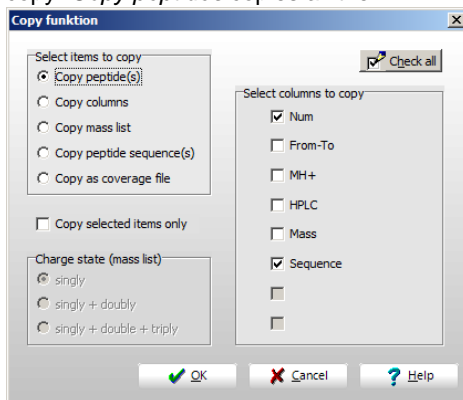 Copy funktion
Select items to copy
Copy peptide(s)
Copy columns
Copy mass list
Copy peptide sequence(s)
Copy as coverage file
Copy selected items only
Charge state (mass list)
singly
singly + doubly
singly + double + triply
Check all
Select columns to copy
Num
From-To
MH+
HPLC
Mass
Sequence
OK
Cancel
Help